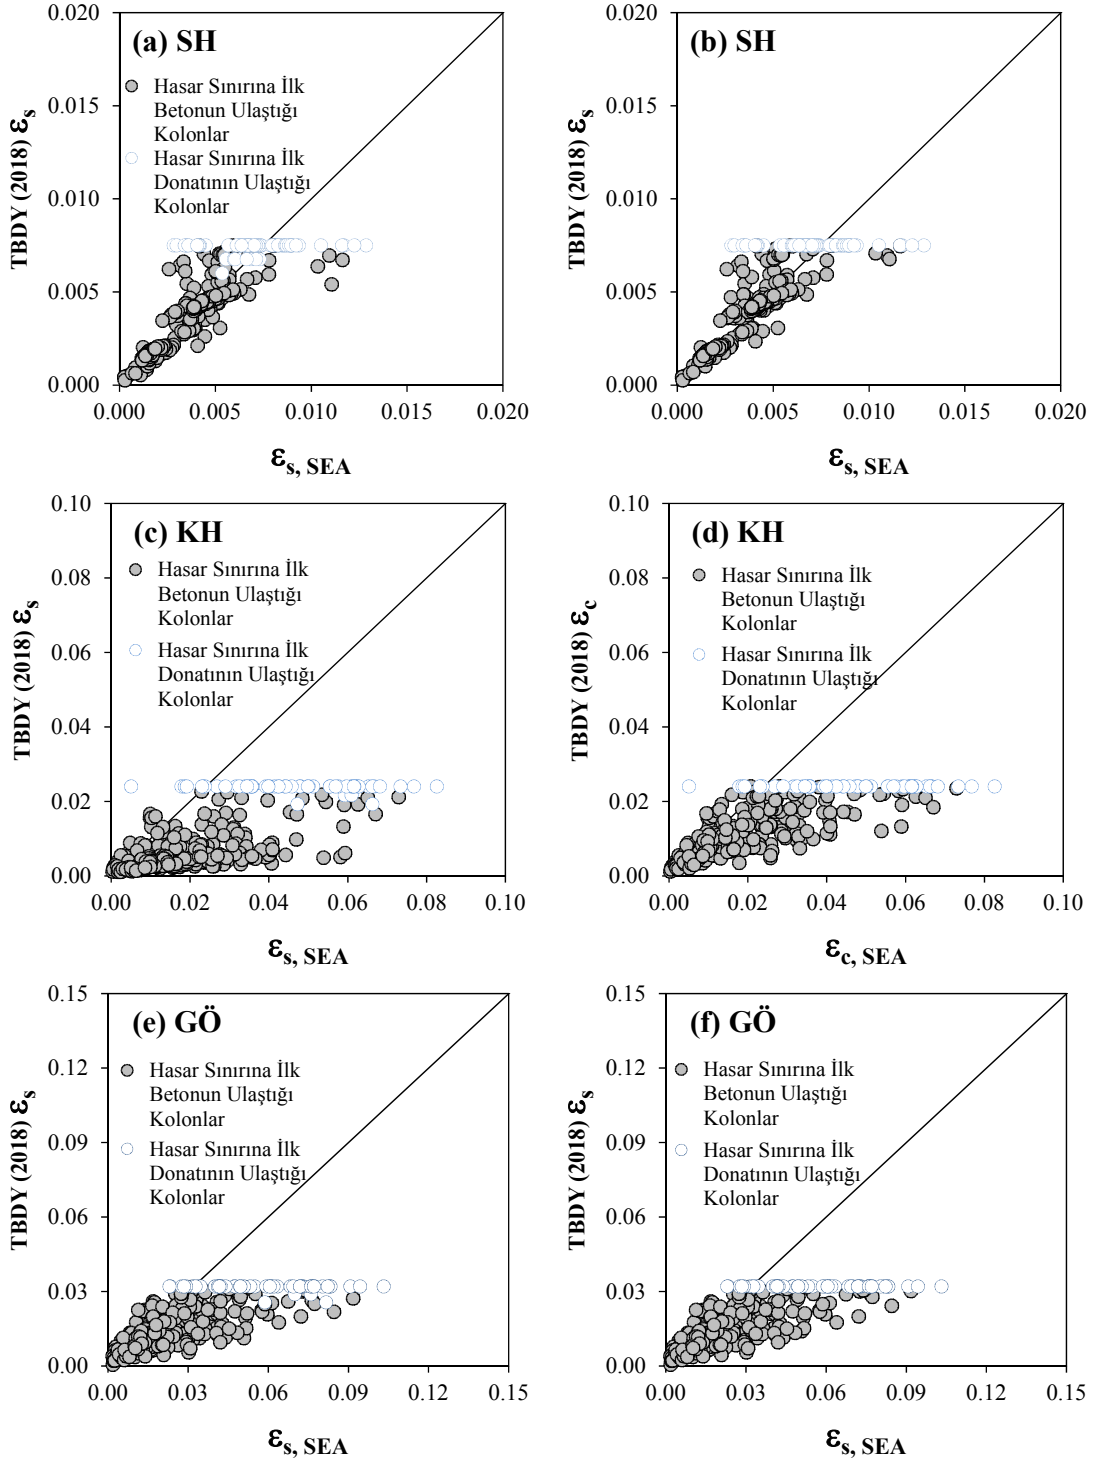 (a) SH
Hasar Sınırına İlk
Betonun Ulaştığı
Kolonlar
Hasar Sınırına İlk
Donatının Ulaştığı
Kolonlar
TBDY (2018) εs
0.020
0.015
0.010
0.005
0.000
0.000 0.005 0.010 0.015 0.020
εs, SEA
(b) SH
TBDY (2018) εs
0.020
0.015
0.010
0.005
0.000
0.000 0.005 0.010 0.015 0.020
εs, SEA
(c) KH
Hasar Sınırına İlk
Betonun Ulaştığı
Kolonlar
Hasar Sınırına İlk
Donatının Ulaştığı
Kolonlar
TBDY (2018) εs
0.10
0.08
0.06
0.04
0.02
0.00
0.00 0.02 0.04 0.06 0.08 0.10
εs, SEA
(d) KH
Hasar Sınırına İlk
Betonun Ulaştığı
Kolonlar
Hasar Sınırına İlk
Donatının Ulaştığı
Kolonlar
TBDY (2018) εc
0.10
0.08
0.06
0.04
0.02
0.00
0.00 0.02 0.04 0.06 0.08 0.10
εc, SEA
(e) GÖ
Hasar Sınırına İlk
Betonun Ulaştığı
Kolonlar
Hasar Sınırına İlk
Donatının Ulaştığı
Kolonlar
TBDY (2018) εs
0.15
0.12
0.09
0.06
0.03
0.00
0.00 0.03 0.06 0.09 0.12 0.15
εs, SEA
(f) GÖ
Hasar Sınırına İlk
Betonun Ulaştığı
Kolonlar
Hasar Sınırına İlk
Donatının Ulaştığı
Kolonlar
TBDY (2018) εs
0.15
0.12
0.09
0.06
0.03
0.00
0.00 0.03 0.06 0.09 0.12 0.15
εs, SEA